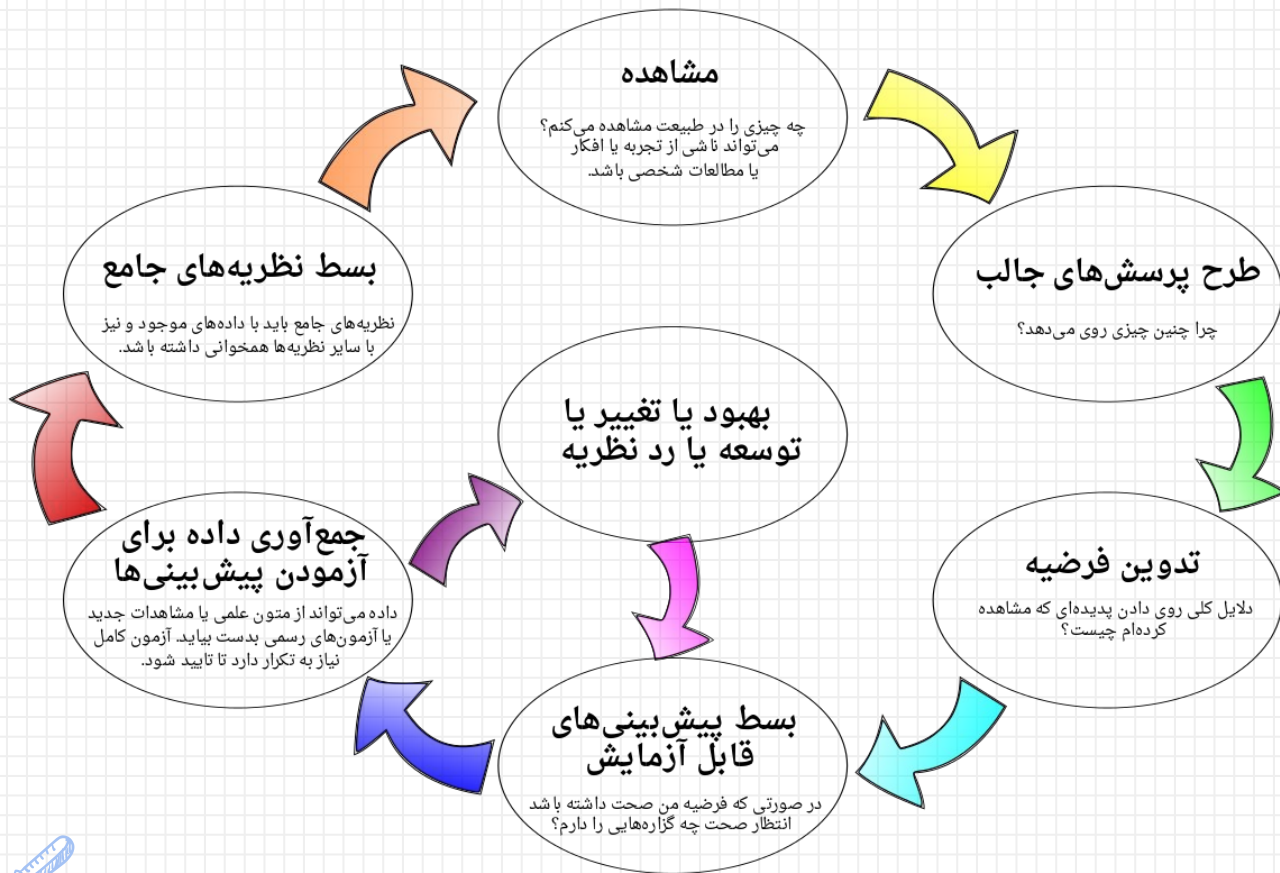 مشاهده
چه چیزی را در طبیعت مشاهده می‌کنم؟
می‌تواند ناشی از تجربه یا افکار
یا مطالعات شخصی باشد.
طرح پرسش‌های جالب
چرا چنین چیزی روی می‌دهد؟
تدوین فرضیه
دلایل کلی روی دادن پدیده‌ای که مشاهده
کرده‌ام چیست؟
بسط پیش‌بینی‌های
قابل آزمایش
در صورتی که فرضیه من صحت داشته باشد
انتظار صحت چه گزاره‌هایی را دارم؟
جمع‌آوری داده برای
آزمودن پیش‌بینی‌ها
داده می‌تواند از متون علمی یا مشاهدات جدید
یا آزمون‌های رسمی بدست بیاید. آزمون کامل
نیاز به تکرار دارد تا تایید شود.
بهبود یا تغییر یا
توسعه یا رد نظریه
بسط نظریه‌های جامع
نظریه‌های جامع باید با داده‌های موجود و نیز
با سایر نظریه‌ها همخوانی داشته باشد.